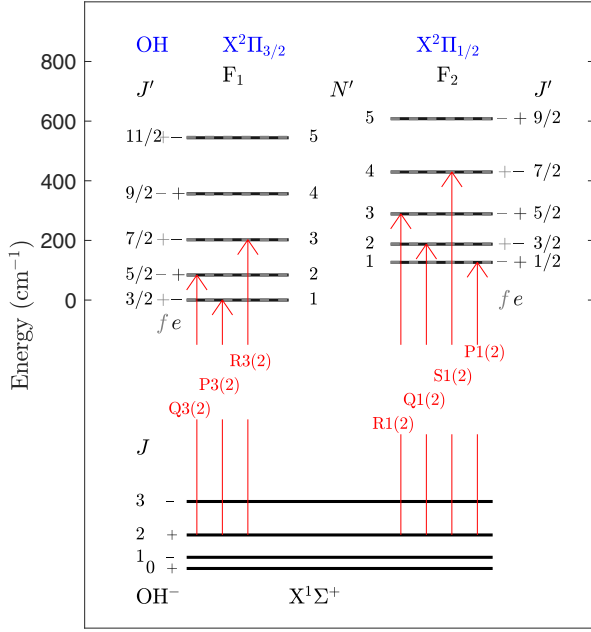 OH X²Π₃/₂ X²Π₁/₂
F₁ F₂
J′ N′ J′
800
600
400
200
0
Energy (cm⁻¹)
11/2 + − 5
9/2 − + 4
7/2 + − 3
5/2 − + 2
3/2 + − 1
f e
5 − + 9/2
4 + − 7/2
3 − + 5/2
2 + − 3/2
1 − + 1/2
f e
R3(2)
P3(2)
Q3(2)
P1(2)
S1(2)
Q1(2)
R1(2)
J
3 −
2 +
1 −
0 +
OH⁻ X¹Σ⁺